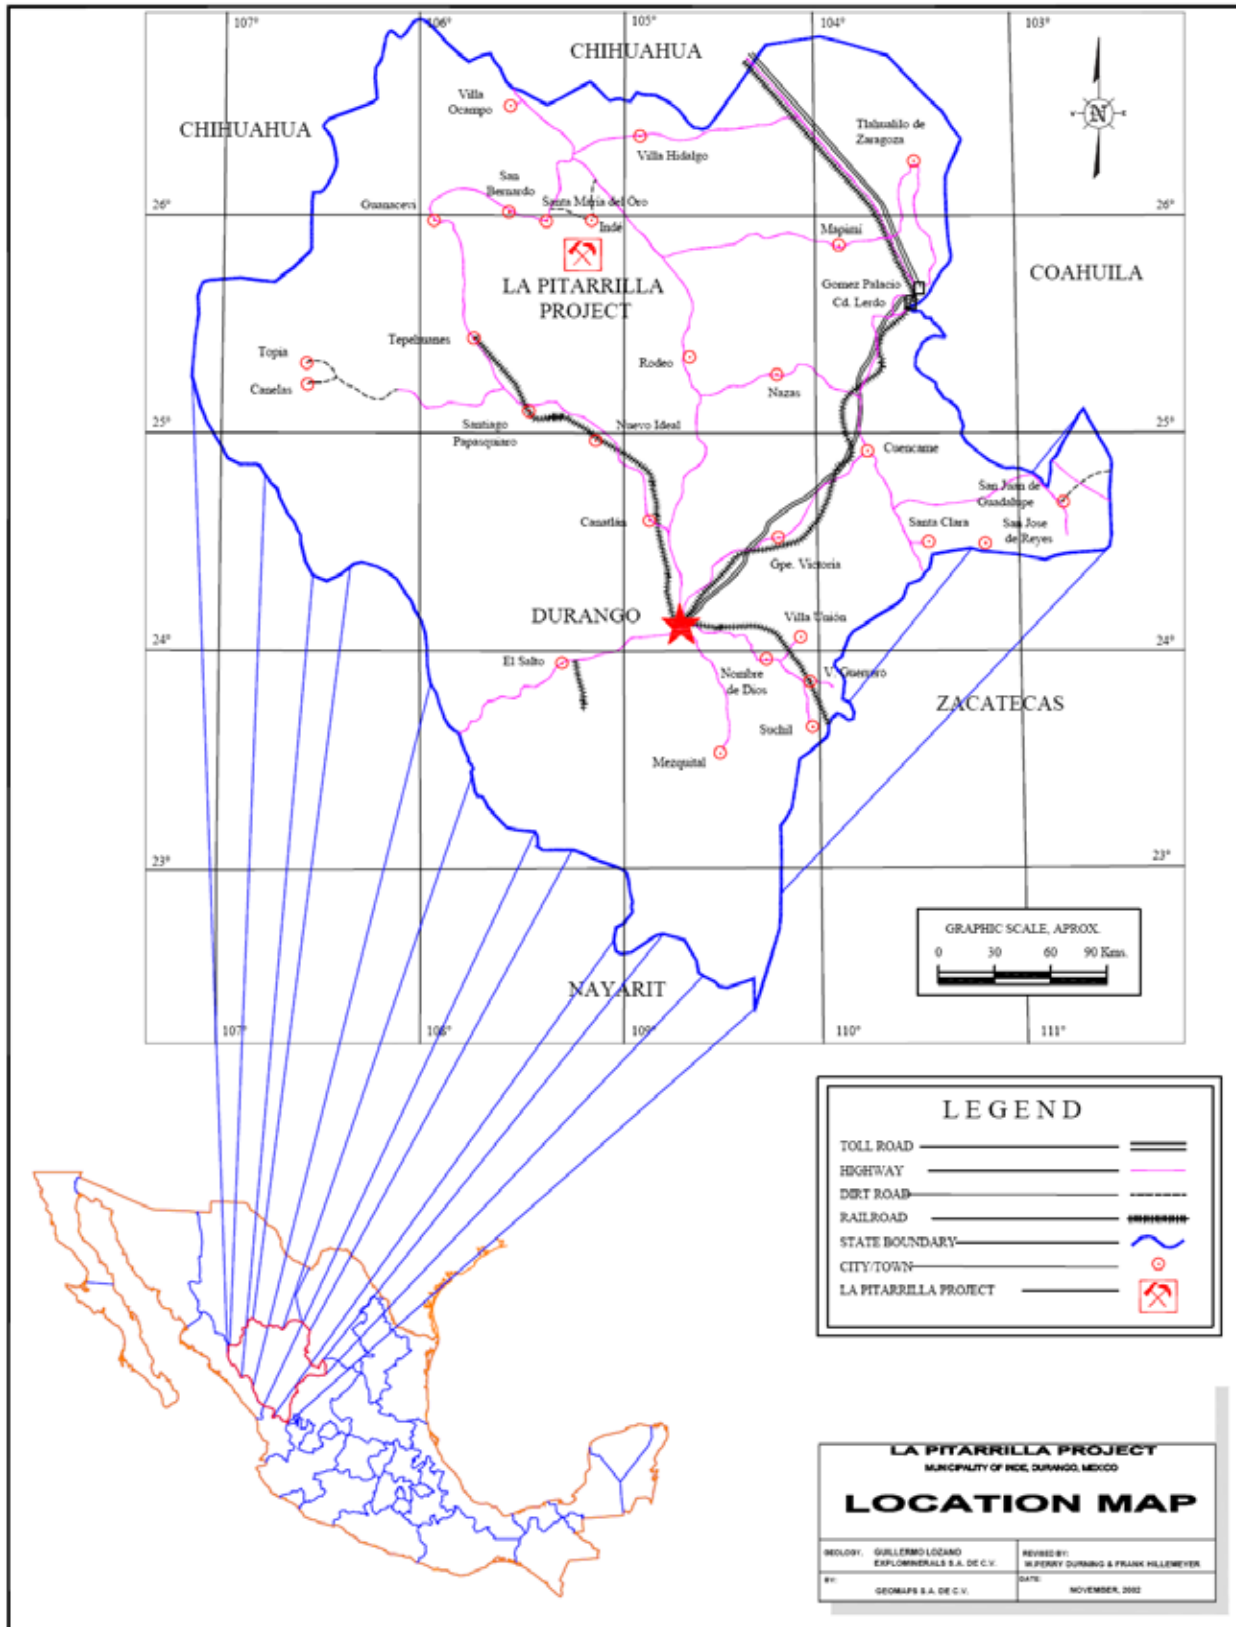 107°
106°
105°
104°
103°
CHIHUAHUA
CHIHUAHUA
Villa
Ocampo
Villa Hidalgo
Tlahualilo de
Zaragoza
N
San
Bernardo
Guanacevi
Santa Maria del Oro
Inde
26°
26°
Mapimi
LA PITARRILLA
PROJECT
COAHUILA
Gomez Palacio
Cd. Lerdo
Tepehuanes
Topia
Canelas
Rodeo
Nazas
25°
25°
Santiago
Papasquiaro
Nuevo Ideal
Cuencame
San Juan de
Guadalupe
Canatlán
Santa Clara
San Jose
de Reyes
Gpe. Victoria
DURANGO
Villa Unión
24°
24°
El Salto
Nombre
de Dios
V. Guerrero
ZACATECAS
Suchil
Mezquital
23°
23°
GRAPHIC SCALE, APROX.
0 30 60 90 Kms.
NAYARIT
107°
108°
109°
110°
111°
LEGEND
TOLL ROAD
HIGHWAY
DIRT ROAD
RAILROAD
STATE BOUNDARY
CITY/TOWN
LA PITARRILLA PROJECT
LA PITARRILLA PROJECT
MUNICIPALITY OF INDE, DURANGO, MEXICO
LOCATION MAP
GEOLOGY. GUILLERMO LOZANO
EXPLOMINERALS S.A. DE C.V.
REVISED BY:
W.PERRY DURNING & FRANK HILLEMEYER
BY:
GEOMAPS S.A. DE C.V.
DATE:
NOVEMBER, 2002